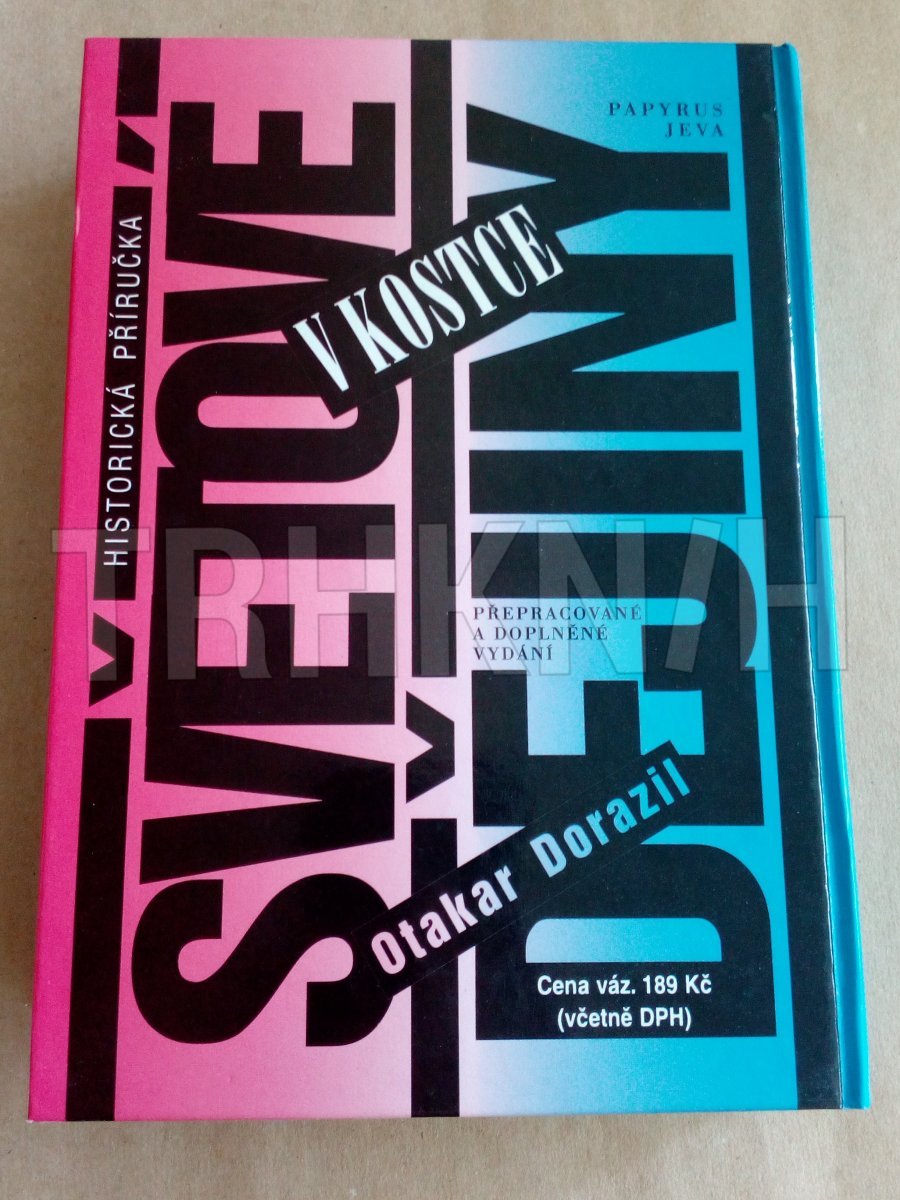 PAPYRUS
JEVA
HISTORICKÁ PŘÍRUČKA
SVĚTOVÉ
DĚJINY
V KOSTCE
PŘEPRACOVANÉ
A DOPLNĚNÉ
VYDÁNÍ
Otakar Dorazil
Cena váz. 189 Kč
(včetně DPH)
TRHKNIH